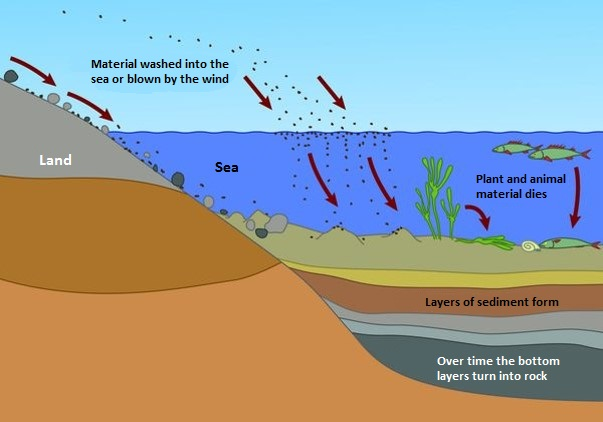 Material washed into the
sea or blown by the wind
Land
Sea
Plant and animal
material dies
Layers of sediment form
Over time the bottom
layers turn into rock